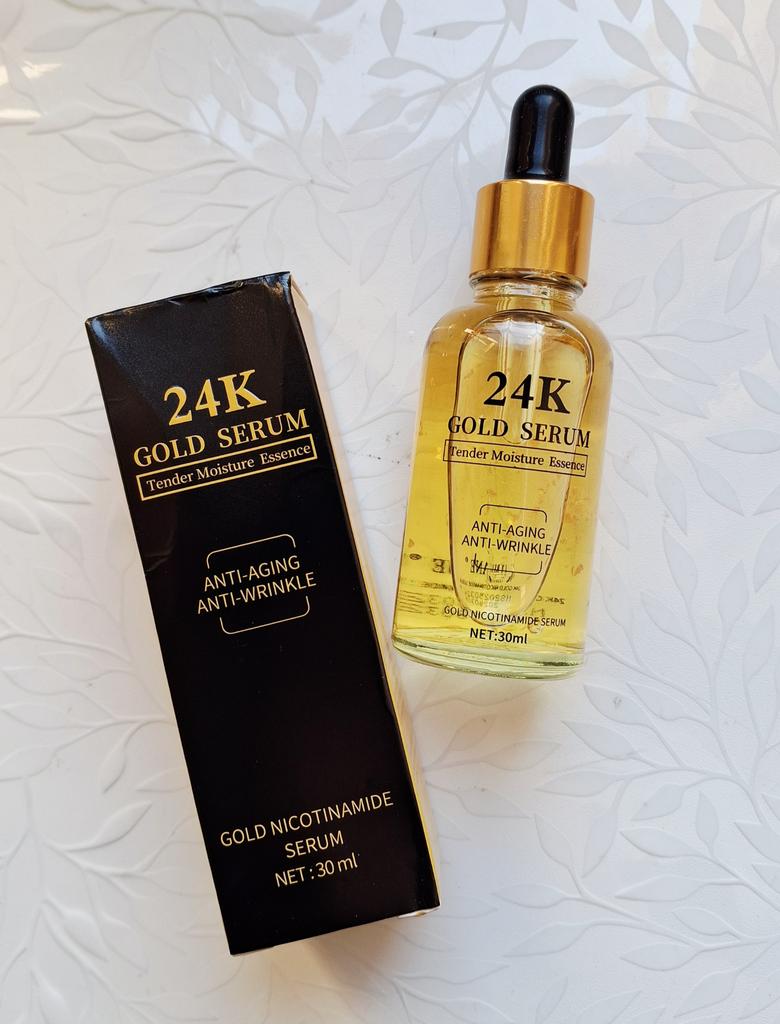 24K
GOLD SERUM
Tender Moisture Essence
ANTI-AGING
ANTI-WRINKLE
GOLD NICOTINAMIDE
SERUM
NET : 30 ml
24K
GOLD SERUM
Tender Moisture Essence
ANTI-AGING
ANTI-WRINKLE
GOLD NICOTINAMIDE SERUM
NET:30ml